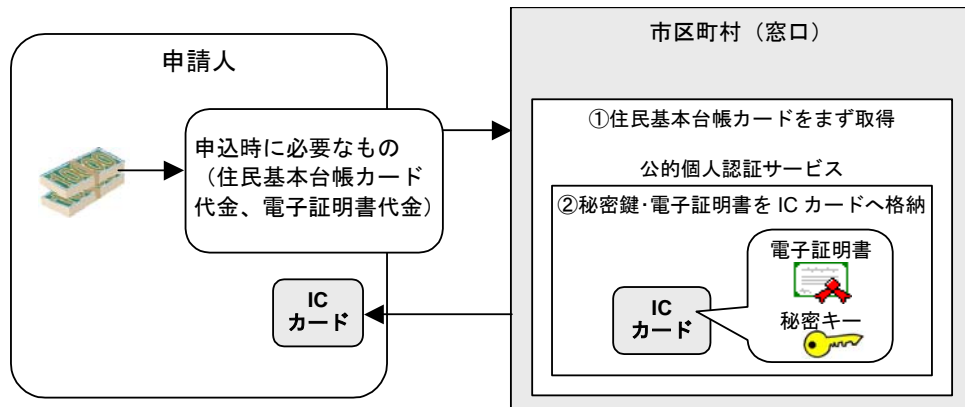 申請人
申込時に必要なもの
（住民基本台帳カード
代金、電子証明書代金）
IC
カード
市区町村（窓口）
①住民基本台帳カードをまず取得
公的個人認証サービス
②秘密鍵・電子証明書を IC カードへ格納
電子証明書
秘密キー
IC
カード